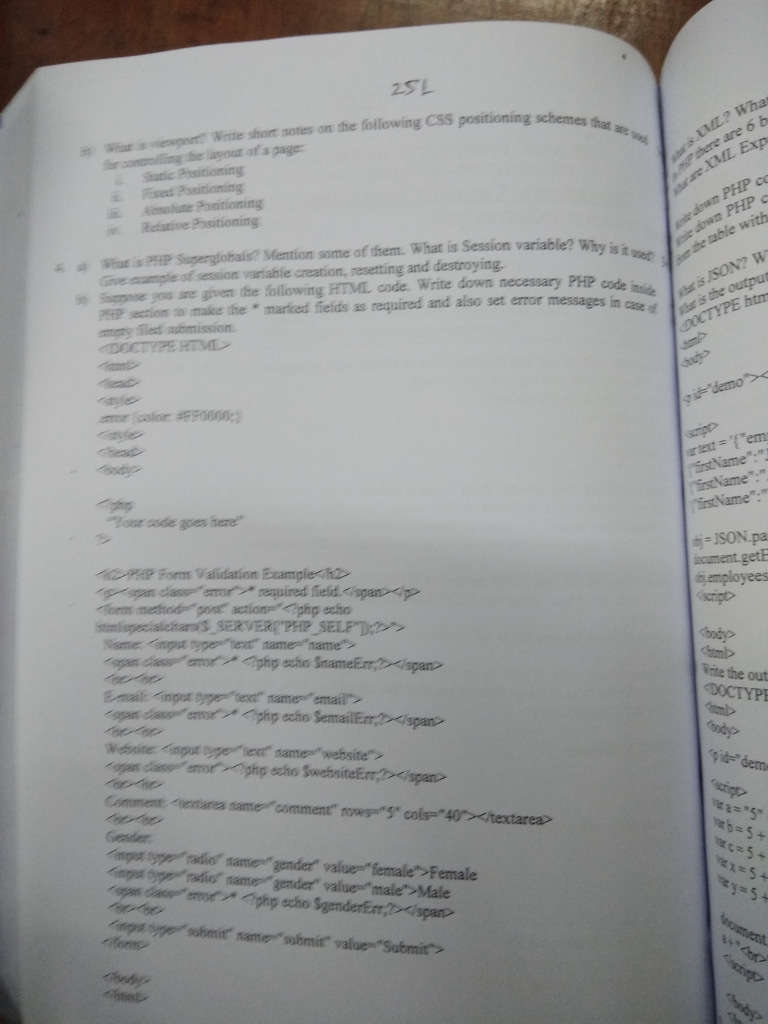 25L
b) What is viewport? Write short notes on the following CSS positioning schemes that are used
for controlling the layout of a page:
i. Static Positioning
ii. Fixed Positioning
iii. Absolute Positioning
iv. Relative Positioning
4. a) What is PHP Superglobals? Mention some of them. What is Session variable? Why is it used?
Give example of session variable creation, resetting and destroying.
b) Suppose you are given the following HTML code. Write down necessary PHP code inside
PHP section to make the * marked fields as required and also set error messages in case of
empty filed submission.
<!DOCTYPE HTML>
<html>
<head>
<style>
.error {color: #FF0000;}
</style>
</head>
<body>
<?php
"Your code goes here"
?>
<h2>PHP Form Validation Example</h2>
<p><span class="error">* required field.</span></p>
<form method="post" action="<?php echo
htmlspecialchars($_SERVER["PHP_SELF"]);?>">
Name: <input type="text" name="name">
<span class="error">* <?php echo $nameErr;?></span>
<br><br>
E-mail: <input type="text" name="email">
<span class="error">* <?php echo $emailErr;?></span>
<br><br>
Website: <input type="text" name="website">
<span class="error"><?php echo $websiteErr;?></span>
<br><br>
Comment: <textarea name="comment" rows="5" cols="40"></textarea>
<br><br>
Gender:
<input type="radio" name="gender" value="female">Female
<input type="radio" name="gender" value="male">Male
<span class="error">* <?php echo $genderErr;?></span>
<br><br>
<input type="submit" name="submit" value="Submit">
</form>
</body>
</html>
is XML? What
PHP there are 6 b
are XML Exp
down PHP co
down PHP c
the table with
is JSON? W
is the output
<!DOCTYPE htm
<html>
<body>
<p id="demo"><
<script>
var text = '{"em
"firstName":"J
"firstName":"
"firstName":"
obj = JSON.pa
document.getE
obj.employees
</script>
</body>
</html>
Write the out
<!DOCTYPE
<html>
<body>
<p id="dem
<script>
var a = "5"
var b = 5 +
var c = 5 +
var x = 5 +
var y = 5 +
document.
a + "<br>
</script>
</body>
</h